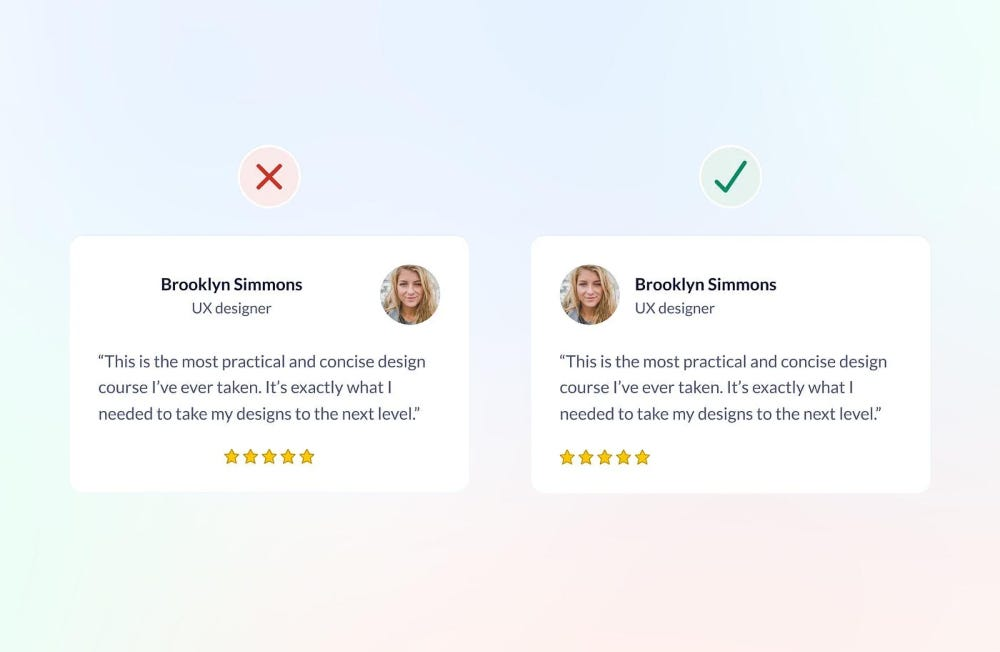 Brooklyn Simmons
UX designer
“This is the most practical and concise design
course I’ve ever taken. It’s exactly what I
needed to take my designs to the next level.”
Brooklyn Simmons
UX designer
“This is the most practical and concise design
course I’ve ever taken. It’s exactly what I
needed to take my designs to the next level.”